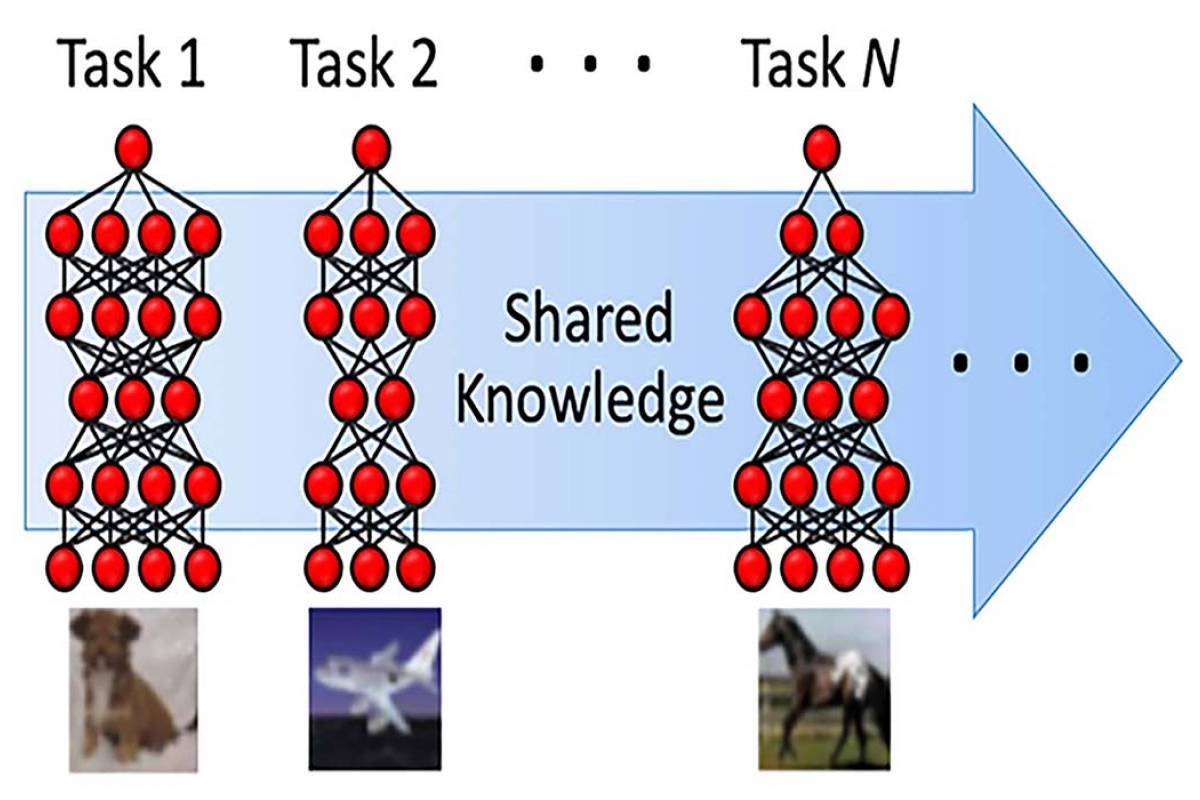 Task 1 Task 2 . . . Task N
Shared
Knowledge
. . .